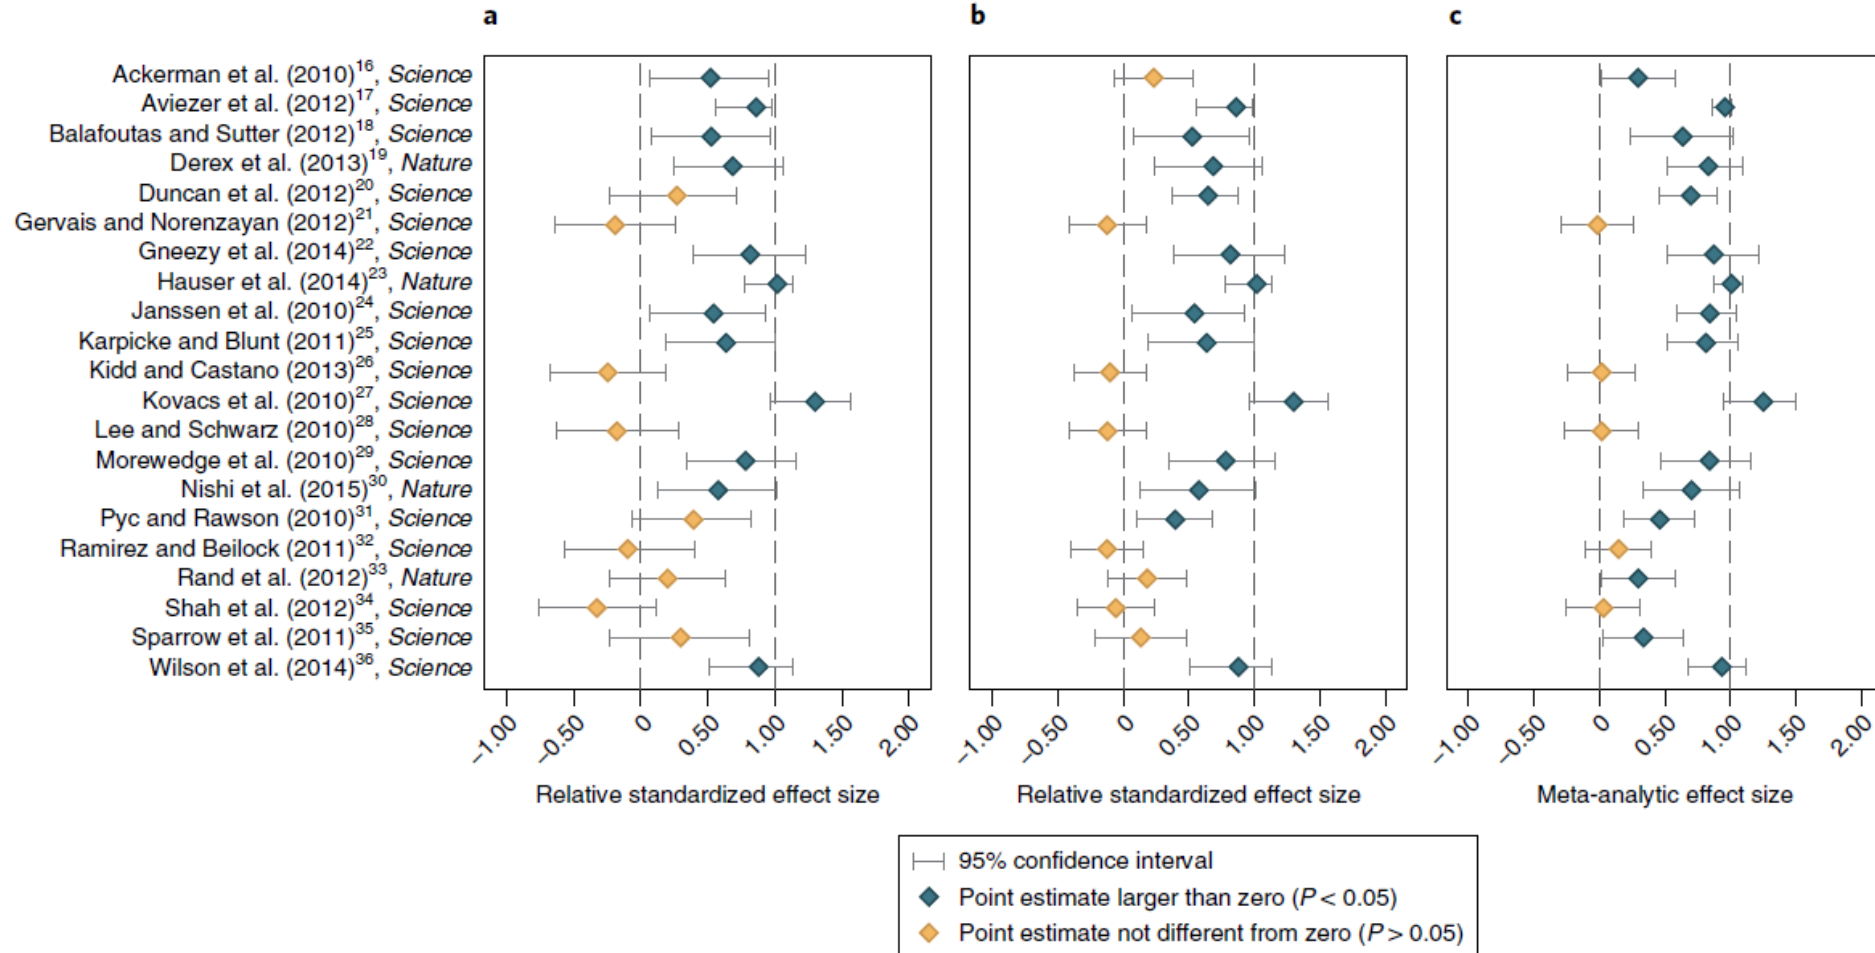 a b c
Ackerman et al. (2010)16, Science
Aviezer et al. (2012)17, Science
Balafoutas and Sutter (2012)18, Science
Derex et al. (2013)19, Nature
Duncan et al. (2012)20, Science
Gervais and Norenzayan (2012)21, Science
Gneezy et al. (2014)22, Science
Hauser et al. (2014)23, Nature
Janssen et al. (2010)24, Science
Karpicke and Blunt (2011)25, Science
Kidd and Castano (2013)26, Science
Kovacs et al. (2010)27, Science
Lee and Schwarz (2010)28, Science
Morewedge et al. (2010)29, Science
Nishi et al. (2015)30, Nature
Pyc and Rawson (2010)31, Science
Ramirez and Beilock (2011)32, Science
Rand et al. (2012)33, Nature
Shah et al. (2012)34, Science
Sparrow et al. (2011)35, Science
Wilson et al. (2014)36, Science
–1.00 –0.50 0 0.50 1.00 1.50 2.00 –1.00 –0.50 0 0.50 1.00 1.50 2.00 –1.00 –0.50 0 0.50 1.00 1.50 2.00
Relative standardized effect size Relative standardized effect size Meta-analytic effect size
95% confidence interval
Point estimate larger than zero (P < 0.05)
Point estimate not different from zero (P > 0.05)